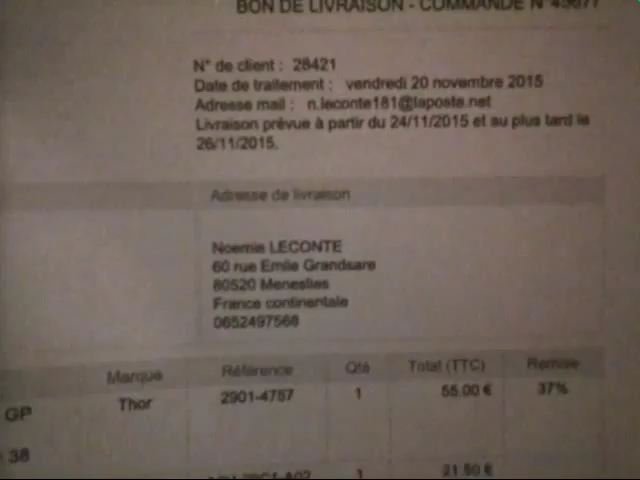 BON DE LIVRAISON - COMMANDE N°
N° de client : 28421
Date de traitement : vendredi 20 novembre 2015
Adresse mail : n.leconte181@laposte.net
Livraison prévue à partir du 24/11/2015 et au plus tard le
26/11/2015.
Adresse de livraison
Noemie LECONTE
60 rue Emile Grandsare
80520 Meneslies
France continentale
0652497568
Marque Référence Qté Total (TTC) Remise
GP Thor 2901-4757 1 55.00 € 37%
38
1 21.50 €